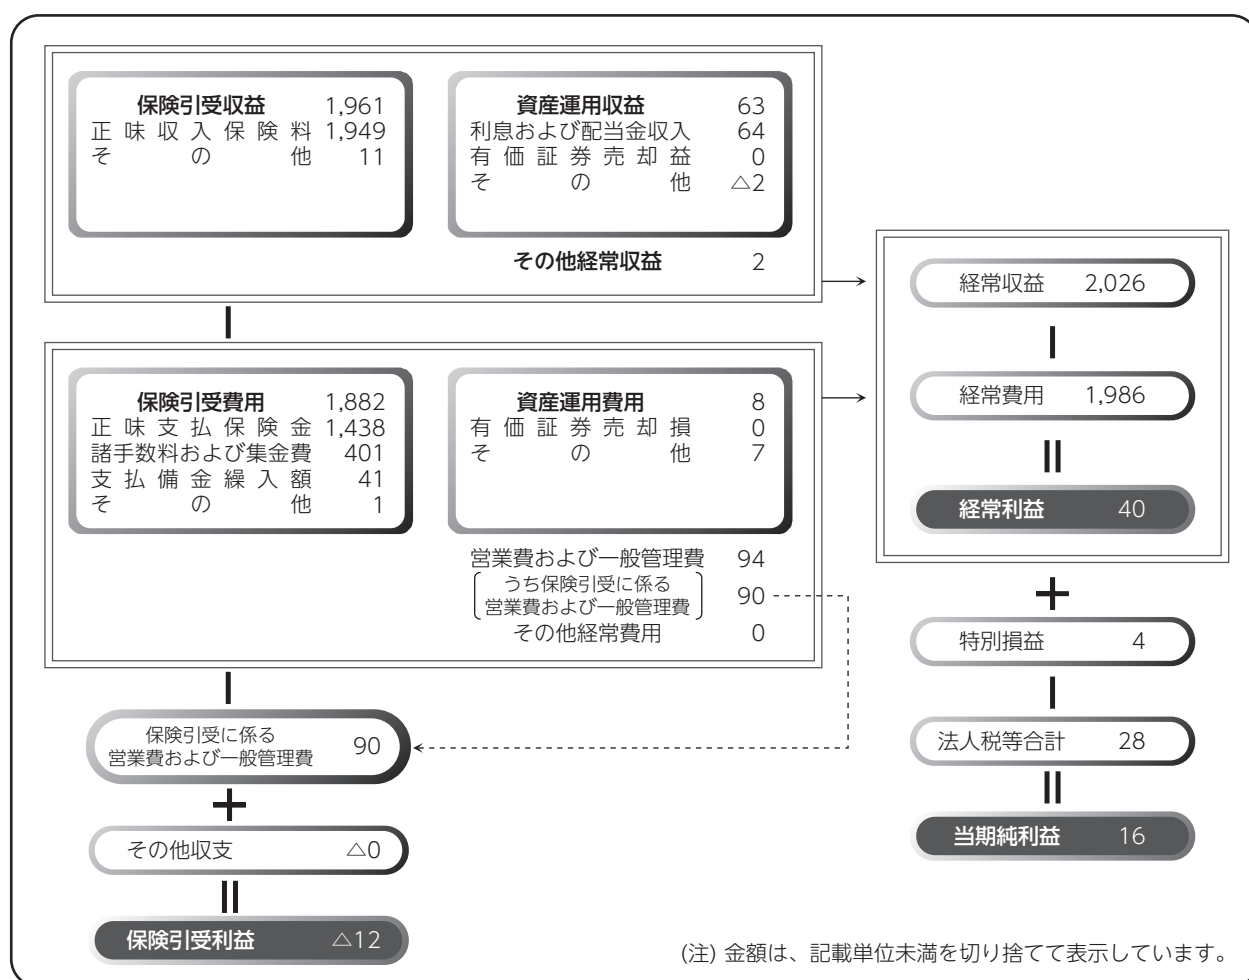 保険引受収益 1,961
正味収入保険料 1,949
その他 11
資産運用収益 63
利息および配当金収入 64
有価証券売却益 0
その他 △2
その他経常収益 2
保険引受費用 1,882
正味支払保険金 1,438
諸手数料および集金費 401
支払備金繰入額 41
その他 1
資産運用費用 8
有価証券売却損 0
その他 7
営業費および一般管理費 94
うち保険引受に係る
営業費および一般管理費 90
その他経常費用 0
保険引受に係る
営業費および一般管理費 90
その他収支 △0
保険引受利益 △12
経常収益 2,026
経常費用 1,986
経常利益 40
特別損益 4
法人税等合計 28
当期純利益 16
(注) 金額は、記載単位未満を切り捨てて表示しています。